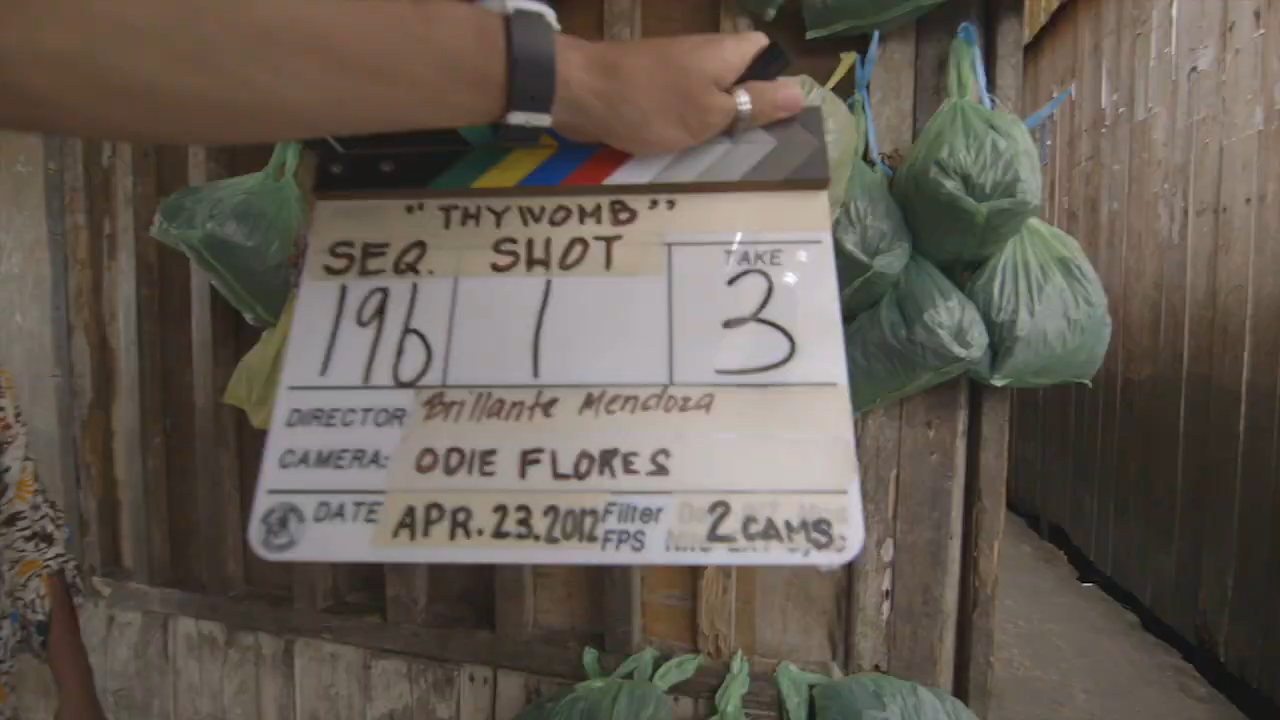 "THY WOMB"
SEQ. SHOT TAKE
196 1 3
DIRECTOR Brillante Mendoza
CAMERA: ODIE FLORES
DATE APR.23.2012 Filter 2 CAMS.
FPS